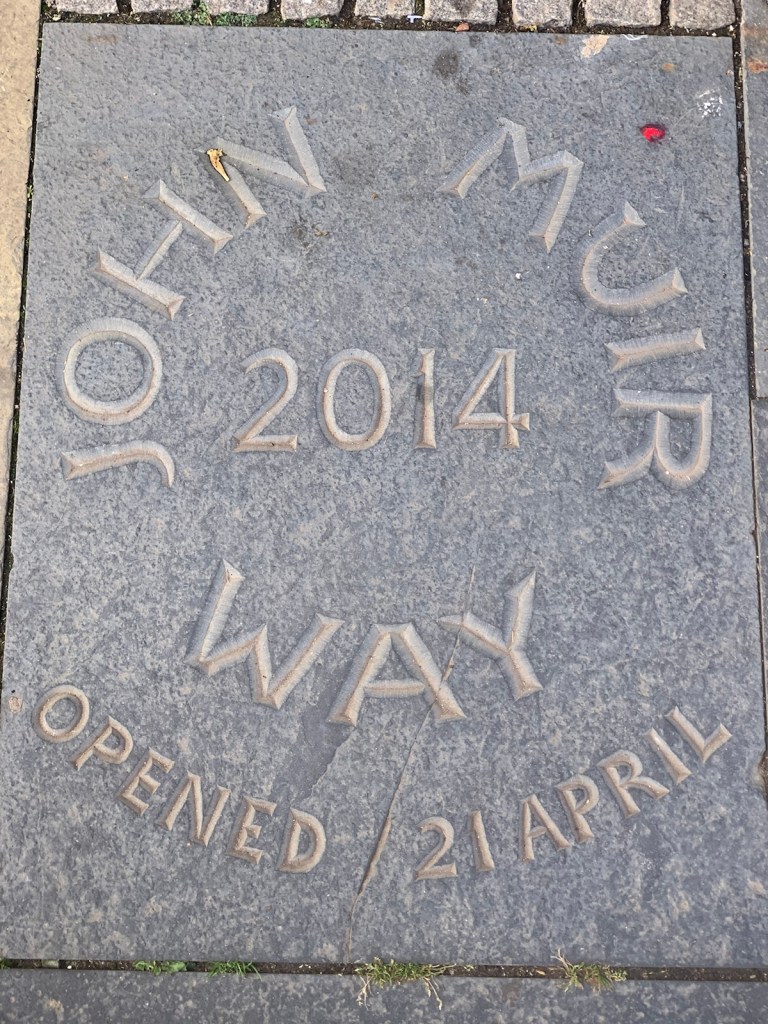 JOHN MUIR
2014
WAY
OPENED 21 APRIL